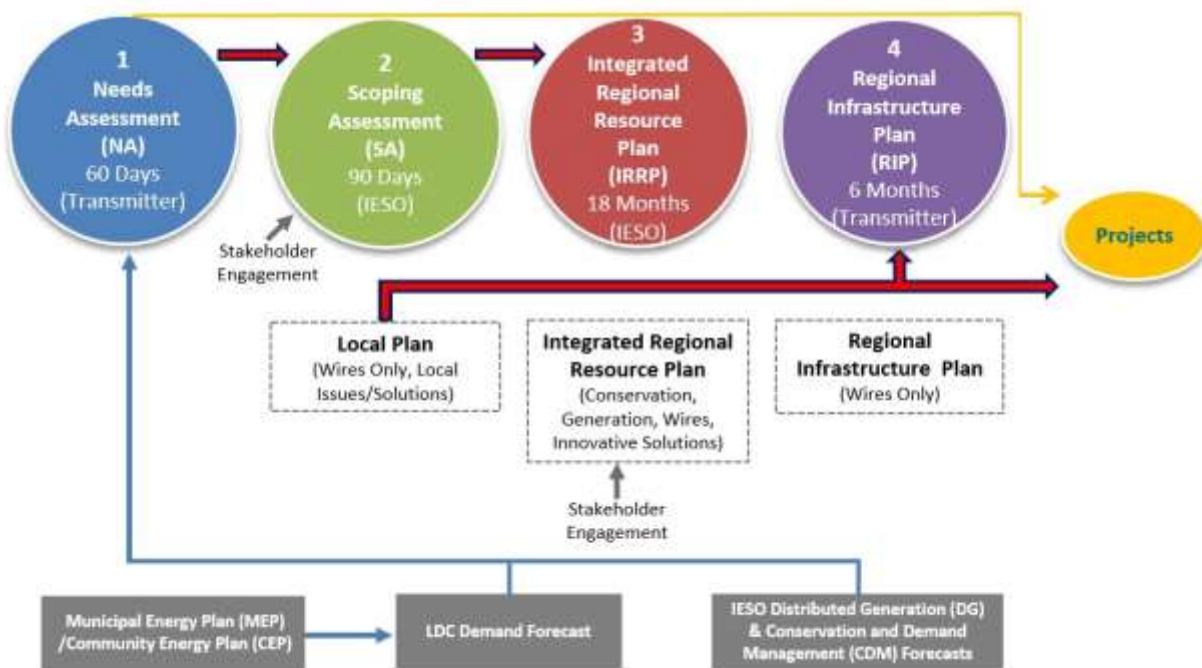 1
Needs
Assessment
(NA)
60 Days
(Transmitter)
2
Scoping
Assessment
(SA)
90 Days
(IESO)
3
Integrated
Regional
Resource
Plan
(IRRP)
18 Months
(IESO)
4
Regional
Infrastructure
Plan
(RIP)
6 Months
(Transmitter)
Projects
Stakeholder
Engagement
Local Plan
(Wires Only, Local
Issues/Solutions)
Integrated Regional
Resource Plan
(Conservation,
Generation, Wires,
Innovative Solutions)
Regional
Infrastructure Plan
(Wires Only)
Stakeholder
Engagement
Municipal Energy Plan (MEP)
/Community Energy Plan (CEP)
LDC Demand Forecast
IESO Distributed Generation (DG)
& Conservation and Demand
Management (CDM) Forecasts